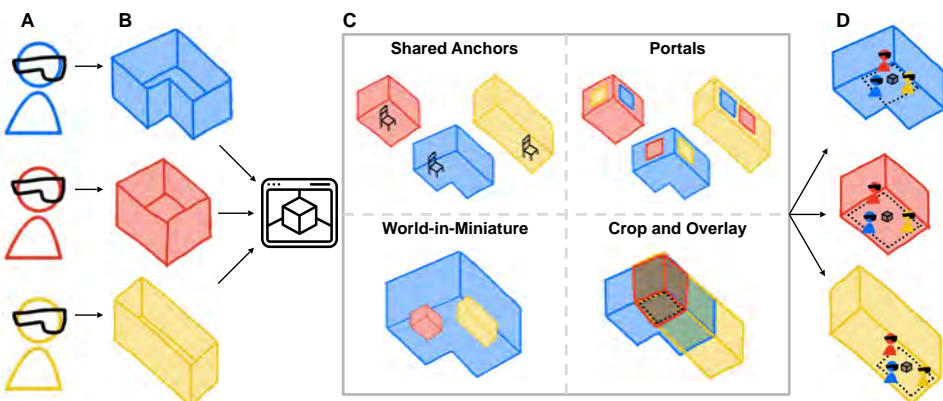 A
B
C
D
Shared Anchors
Portals
World-in-Miniature
Crop and Overlay